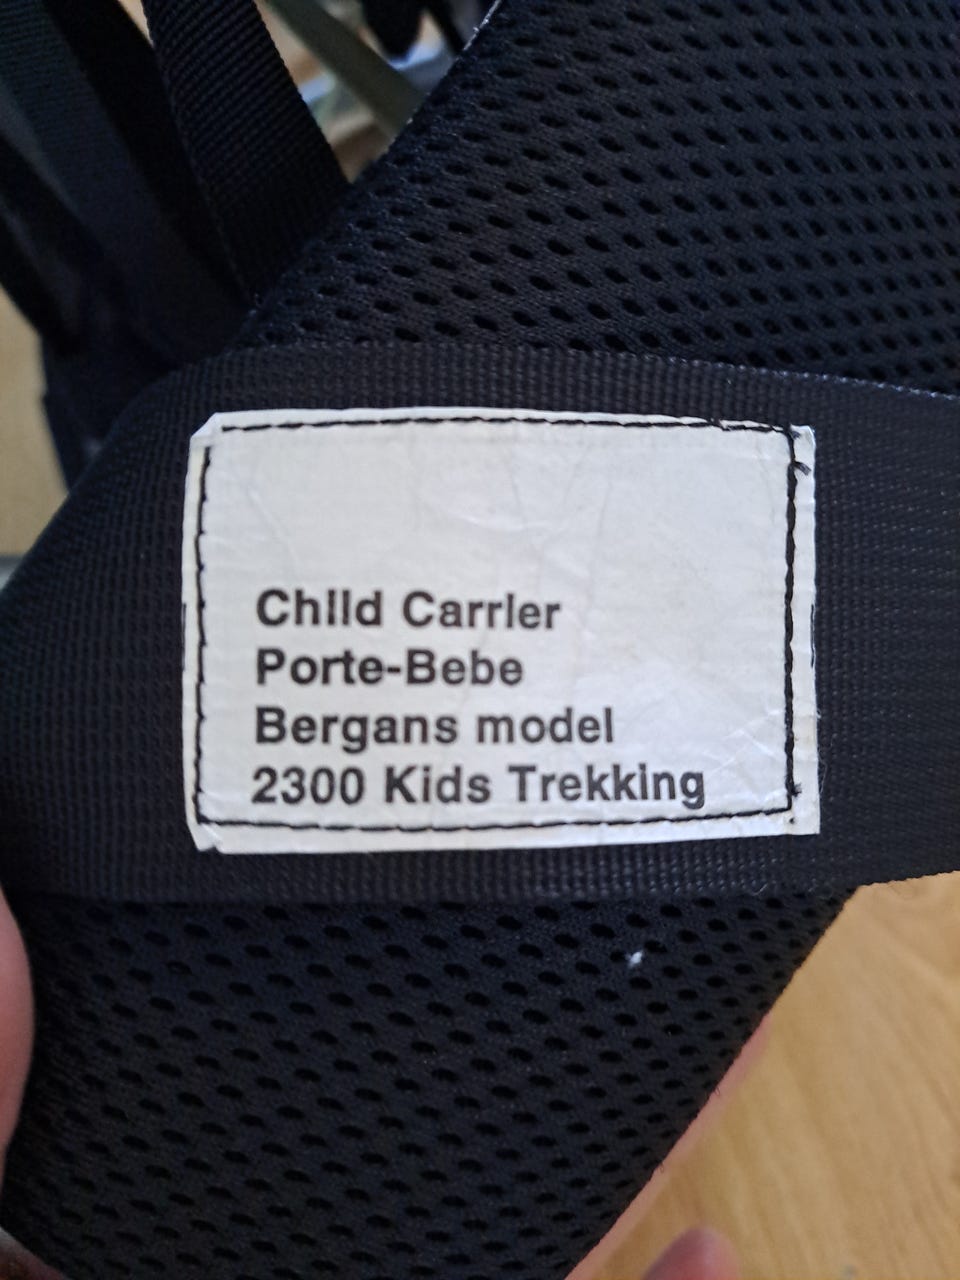 Child Carrier
Porte-Bebe
Bergans model
2300 Kids Trekking